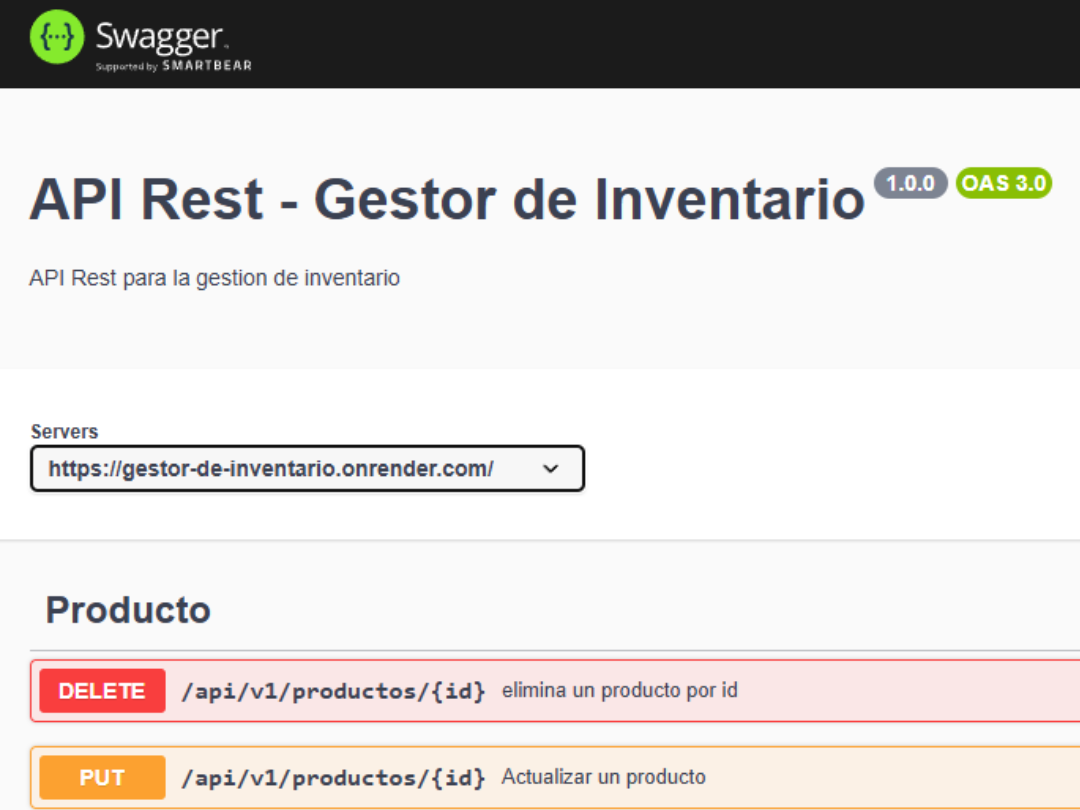 {···} Swagger.
Supported by SMARTBEAR
API Rest - Gestor de Inventario 1.0.0 OAS 3.0
API Rest para la gestion de inventario
Servers
https://gestor-de-inventario.onrender.com/
Producto
DELETE /api/v1/productos/{id} elimina un producto por id
PUT /api/v1/productos/{id} Actualizar un producto